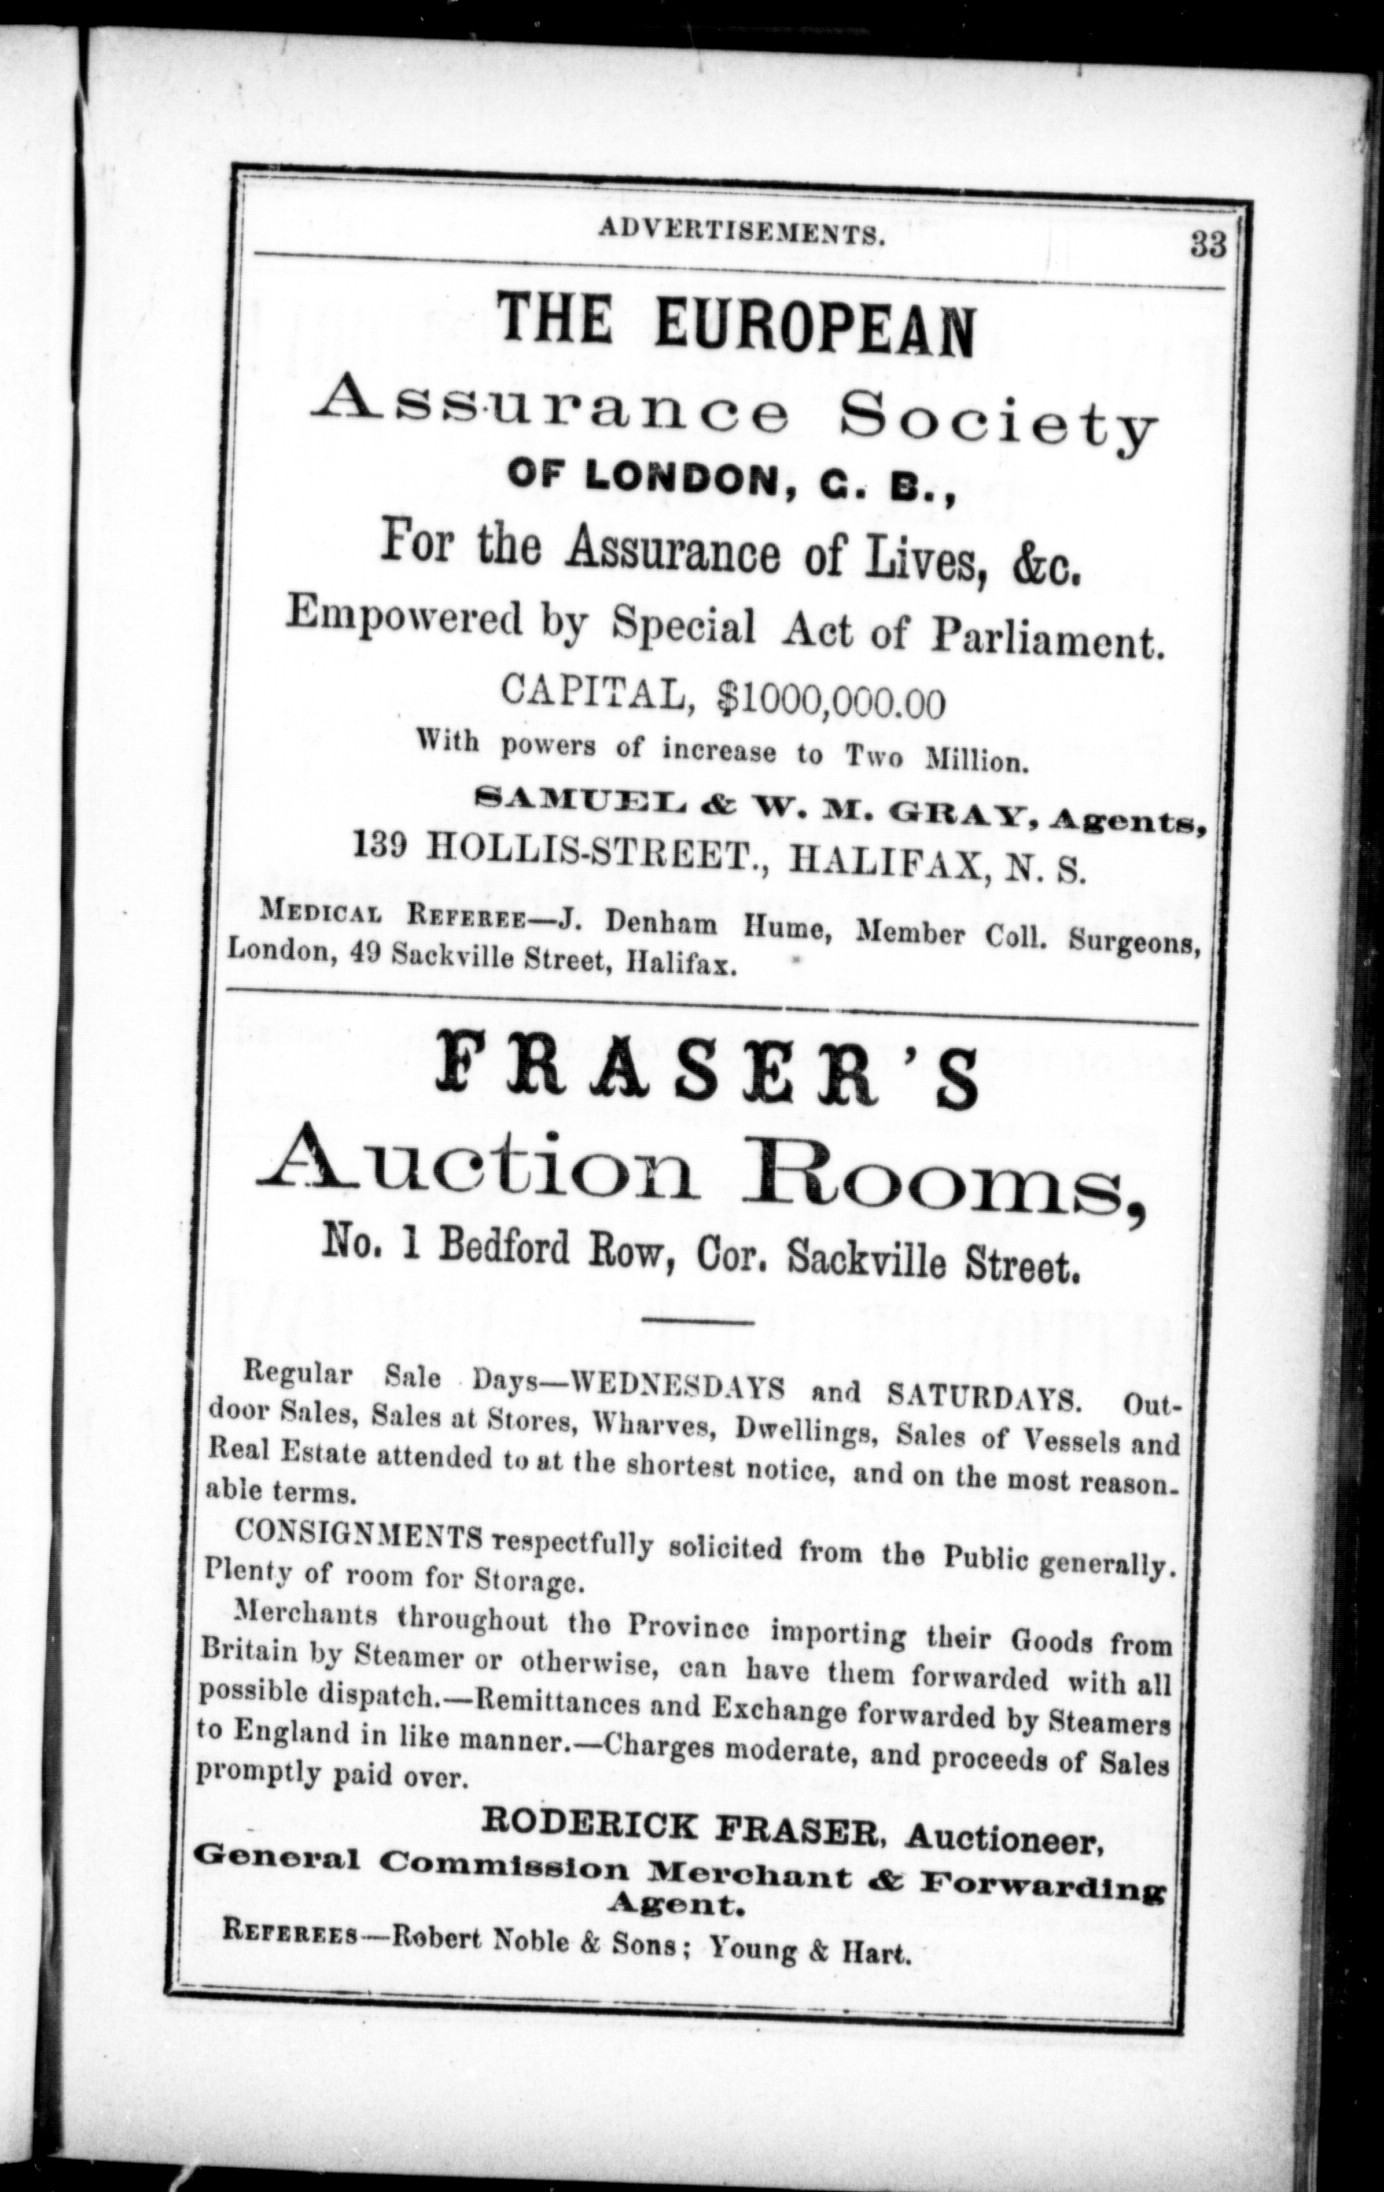 ADVERTISEMENTS. 33
THE EUROPEAN
Assurance Society
OF LONDON, G. B.,
For the Assurance of Lives, &c.
Empowered by Special Act of Parliament.
CAPITAL, $1000,000.00
With powers of increase to Two Million.
SAMUEL & W. M. GRAY, Agents,
139 HOLLIS-STREET., HALIFAX, N. S.
MEDICAL REFEREE—J. Denham Hume, Member Coll. Surgeons,
London, 49 Sackville Street, Halifax.
FRASER'S
Auction Rooms,
No. 1 Bedford Row, Cor. Sackville Street.
Regular Sale Days—WEDNESDAYS and SATURDAYS. Out-
door Sales, Sales at Stores, Wharves, Dwellings, Sales of Vessels and
Real Estate attended to at the shortest notice, and on the most reason-
able terms.
CONSIGNMENTS respectfully solicited from the Public generally.
Plenty of room for Storage.
Merchants throughout the Province importing their Goods from
Britain by Steamer or otherwise, can have them forwarded with all
possible dispatch.—Remittances and Exchange forwarded by Steamers
to England in like manner.—Charges moderate, and proceeds of Sales
promptly paid over.
RODERICK FRASER, Auctioneer,
General Commission Merchant & Forwarding
Agent.
REFEREES—Robert Noble & Sons; Young & Hart.